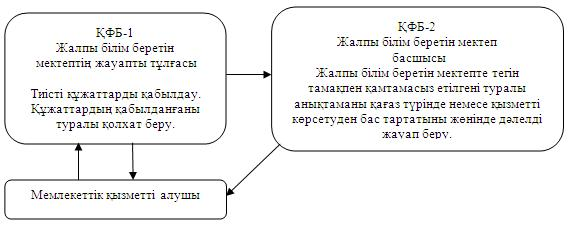 ҚФБ-1
Жалпы білім беретін
мектептің жауапты тұлғасы
Тиісті құжаттарды қабылдау.
Құжаттардың қабылданғаны
туралы қолхат беру.
ҚФБ-2
Жалпы білім беретін мектеп
басшысы
Жалпы білім беретін мектепте тегін
тамақпен қамтамасыз етілгені туралы
анықтаманы қағаз түрінде немесе қызметті
көрсетуден бас тартатыны жөнінде дәлелді
жауап беру.
Мемлекеттік қызметті алушы